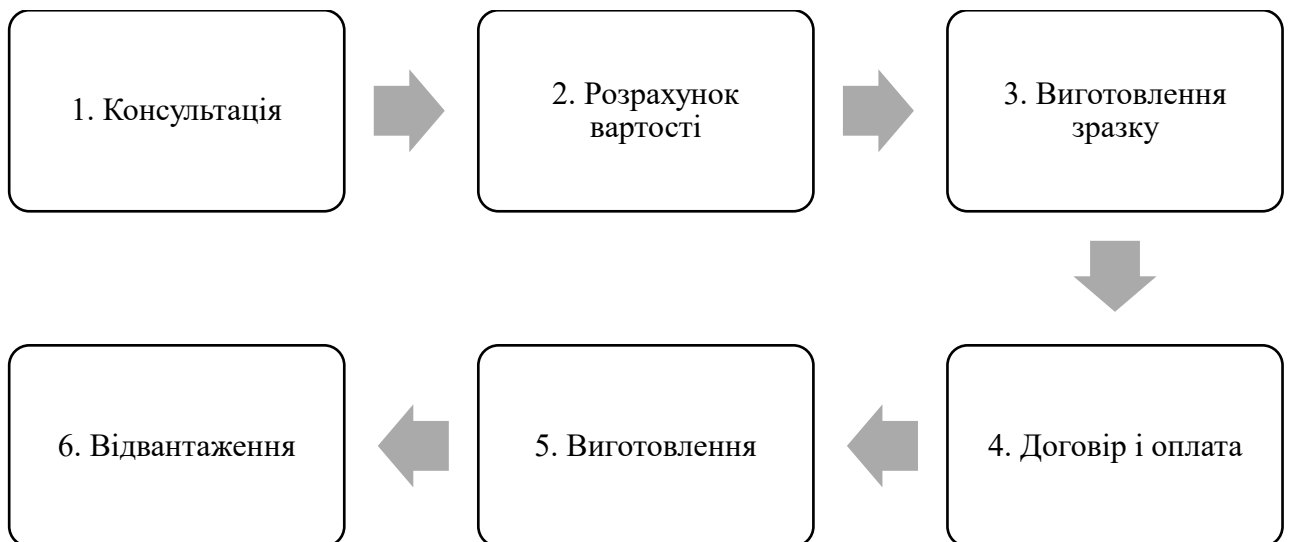 1. Консультація
2. Розрахунок
вартості
3. Виготовлення
зразку
4. Договір і оплата
5. Виготовлення
6. Відвантаження